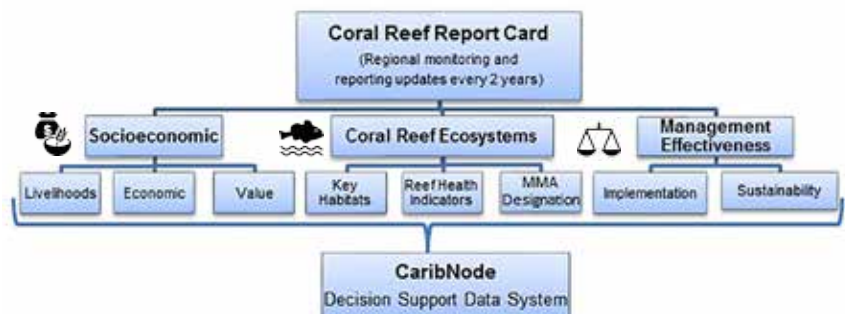 Coral Reef Report Card
(Regional monitoring and
reporting updates every 2 years)
Socioeconomic
Coral Reef Ecosystems
Management
Effectiveness
Livelihoods
Economic
Value
Key
Habitats
Reef Health
Indicators
MMA
Designation
Implementation
Sustainability
CaribNode
Decision Support Data System